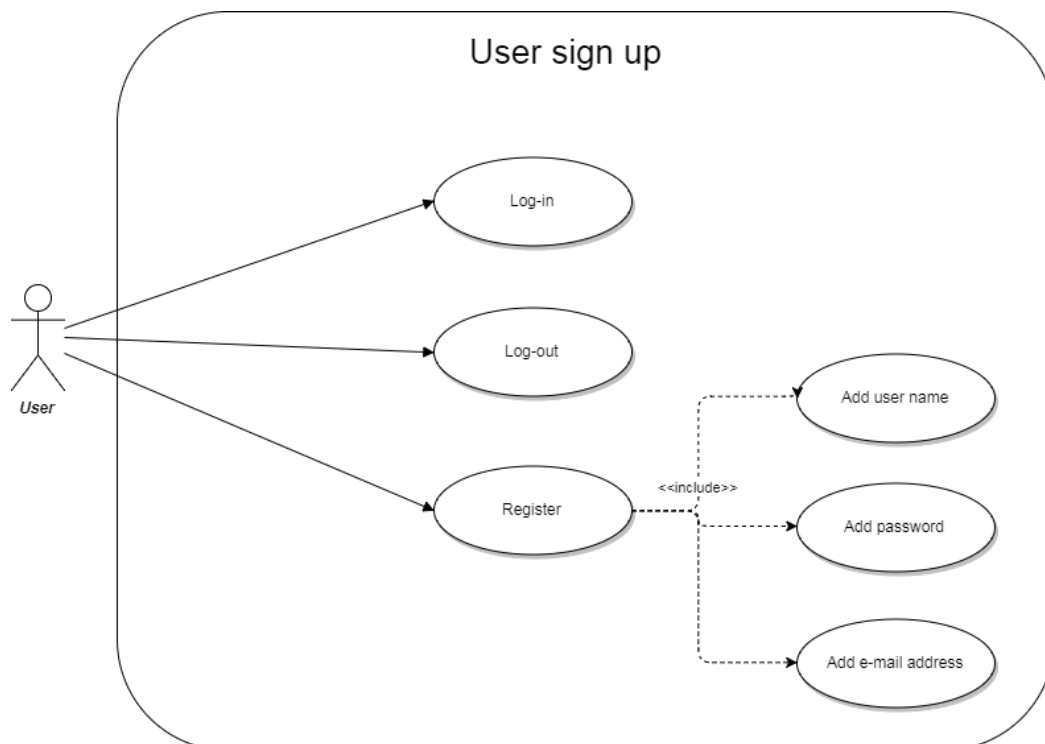 User sign up
Log-in
Log-out
User
Register
<<include>>
Add user name
Add password
Add e-mail address